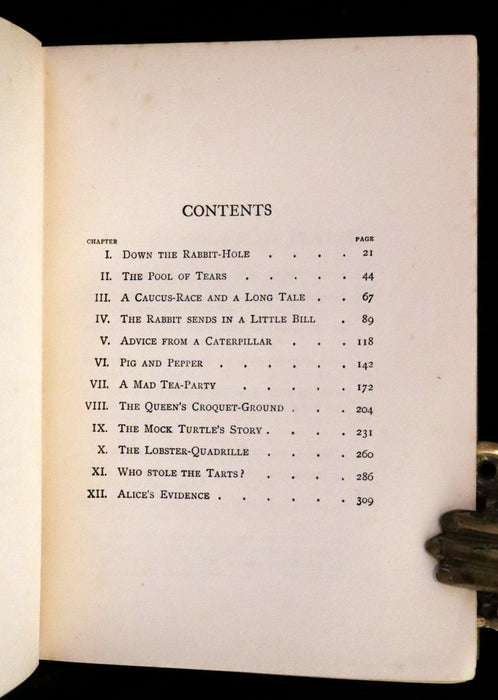 CONTENTS
CHAPTER PAGE
I. DOWN THE RABBIT-HOLE . . . . 21
II. THE POOL OF TEARS . . . . . 44
III. A CAUCUS-RACE AND A LONG TALE . . 67
IV. THE RABBIT SENDS IN A LITTLE BILL . 89
V. ADVICE FROM A CATERPILLAR . . . 118
VI. PIG AND PEPPER . . . . . . 142
VII. A MAD TEA-PARTY . . . . . 172
VIII. THE QUEEN'S CROQUET-GROUND . . . 204
IX. THE MOCK TURTLE'S STORY . . . . 231
X. THE LOBSTER-QUADRILLE . . . . 260
XI. WHO STOLE THE TARTS? . . . . 286
XII. ALICE'S EVIDENCE . . . . . . 309